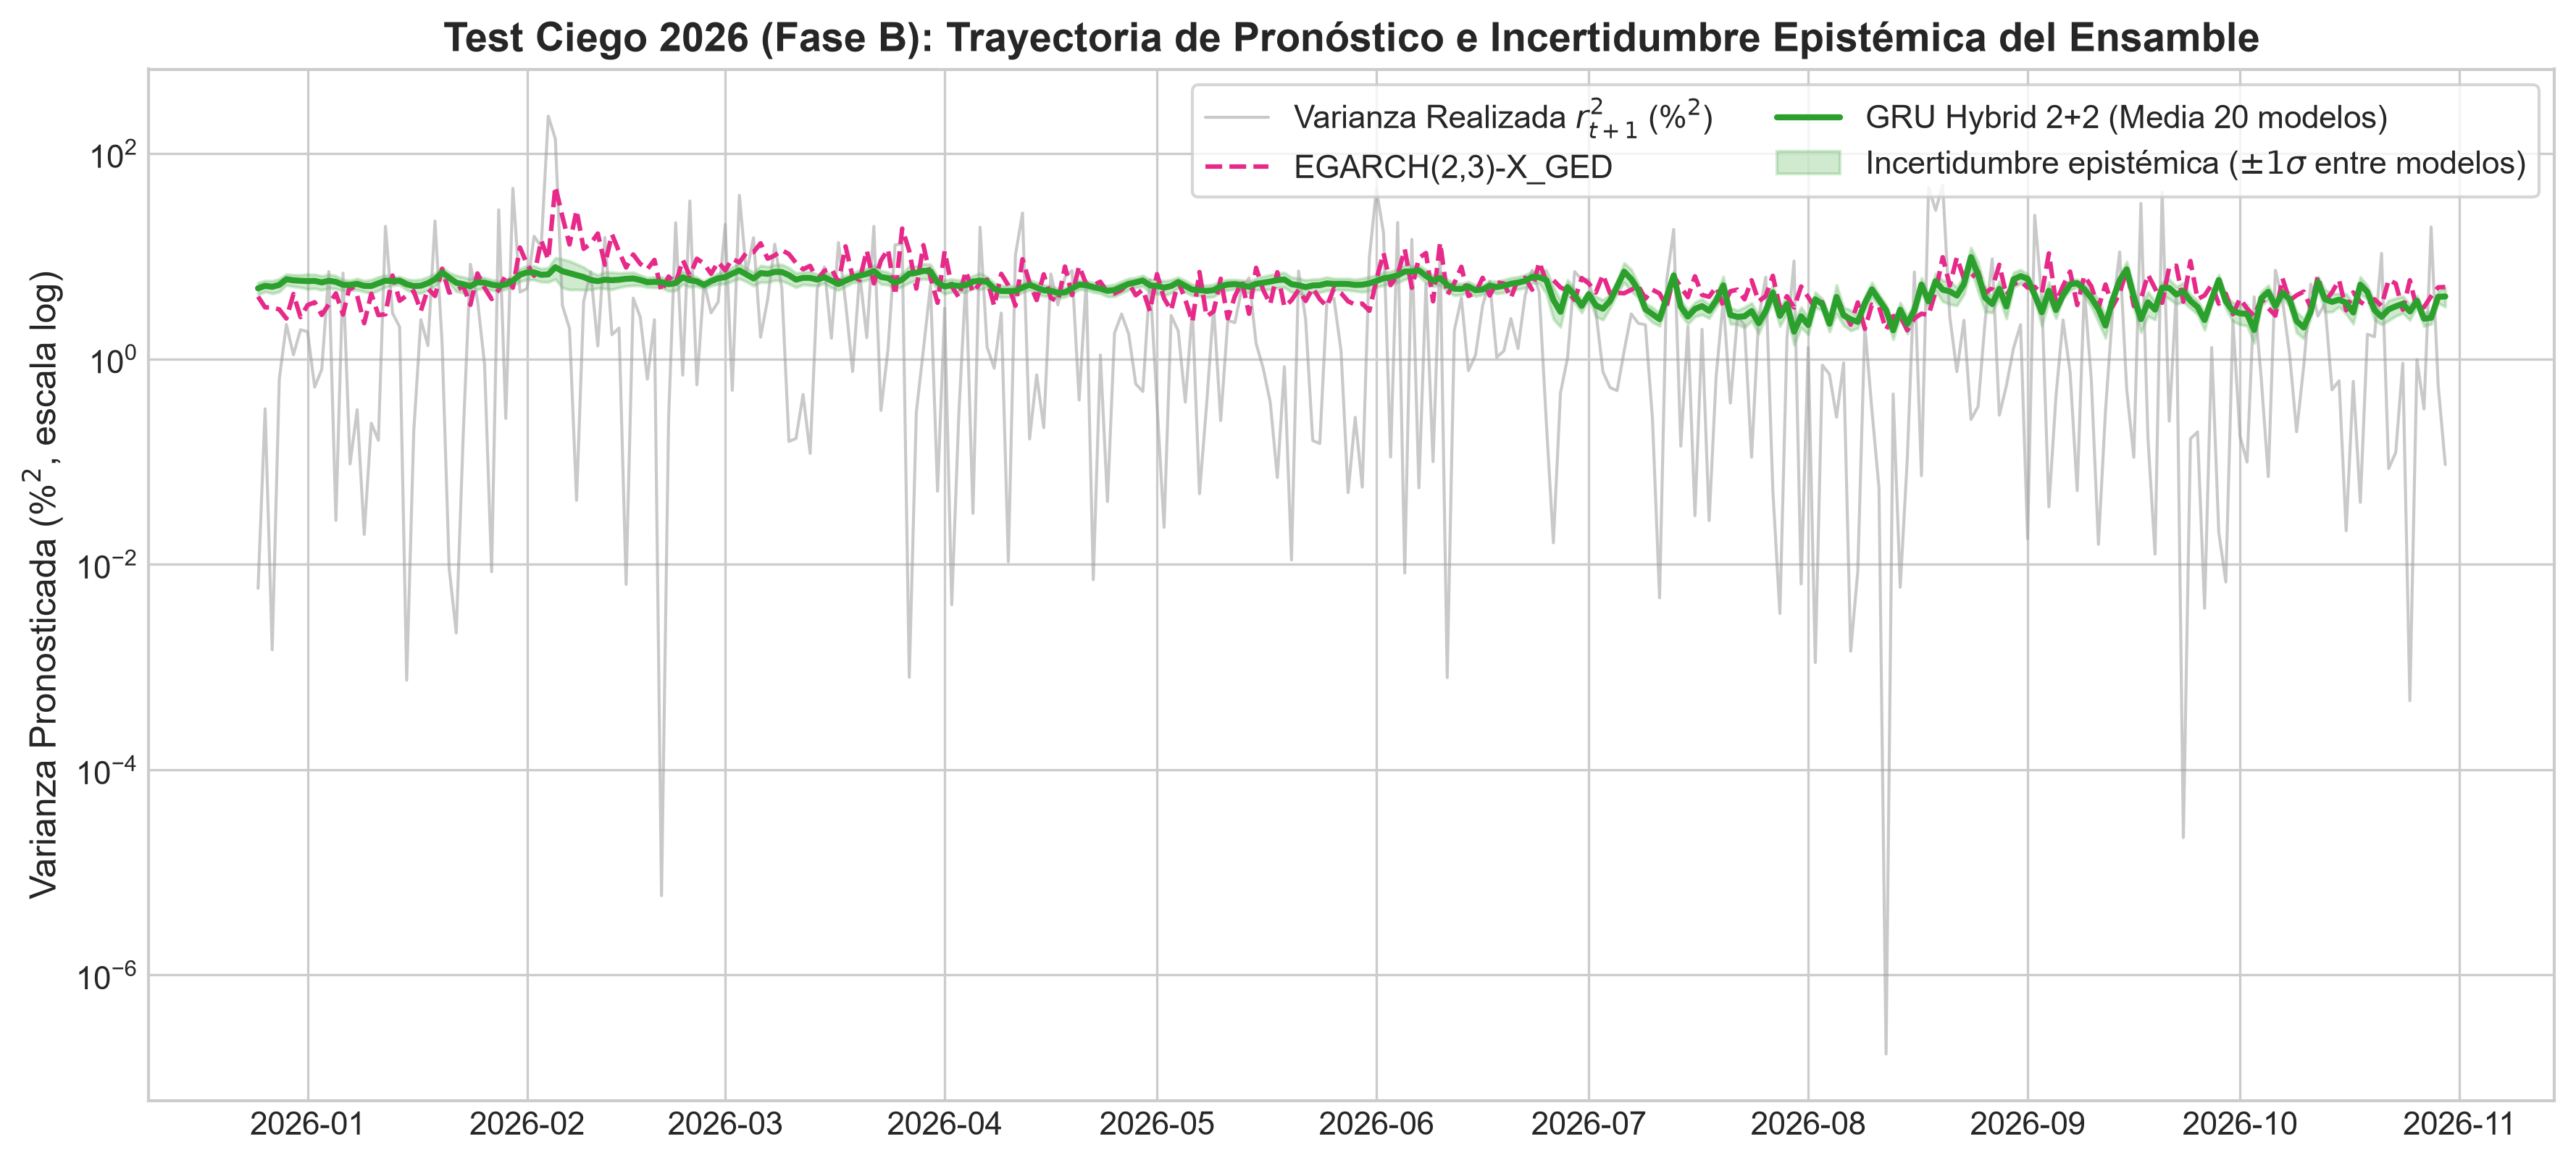 Test Ciego 2026 (Fase B): Trayectoria de Pronóstico e Incertidumbre Epistémica del Ensamble
Varianza Realizada $r^2_{t+1}$ (%²)
EGARCH(2,3)-X_GED
GRU Hybrid 2+2 (Media 20 modelos)
Incertidumbre epistémica (±1σ entre modelos)
Varianza Pronosticada (%², escala log)
10²
10⁰
10⁻²
10⁻⁴
10⁻⁶
2026-01 2026-02 2026-03 2026-04 2026-05 2026-06 2026-07 2026-08 2026-09 2026-10 2026-11